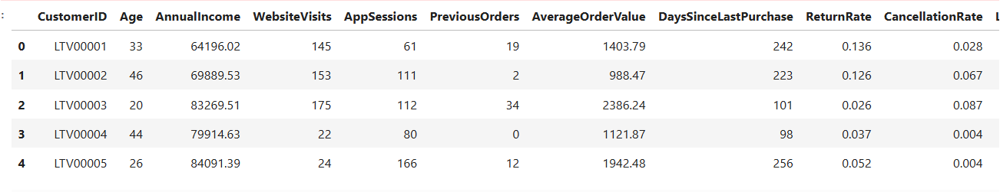 : CustomerID Age AnnualIncome WebsiteVisits AppSessions PreviousOrders AverageOrderValue DaysSinceLastPurchase ReturnRate CancellationRate L
0 LTV00001 33 64196.02 145 61 19 1403.79 242 0.136 0.028
1 LTV00002 46 69889.53 153 111 2 988.47 223 0.126 0.067
2 LTV00003 20 83269.51 175 112 34 2386.24 101 0.026 0.087
3 LTV00004 44 79914.63 22 80 0 1121.87 98 0.037 0.004
4 LTV00005 26 84091.39 24 166 12 1942.48 256 0.052 0.004